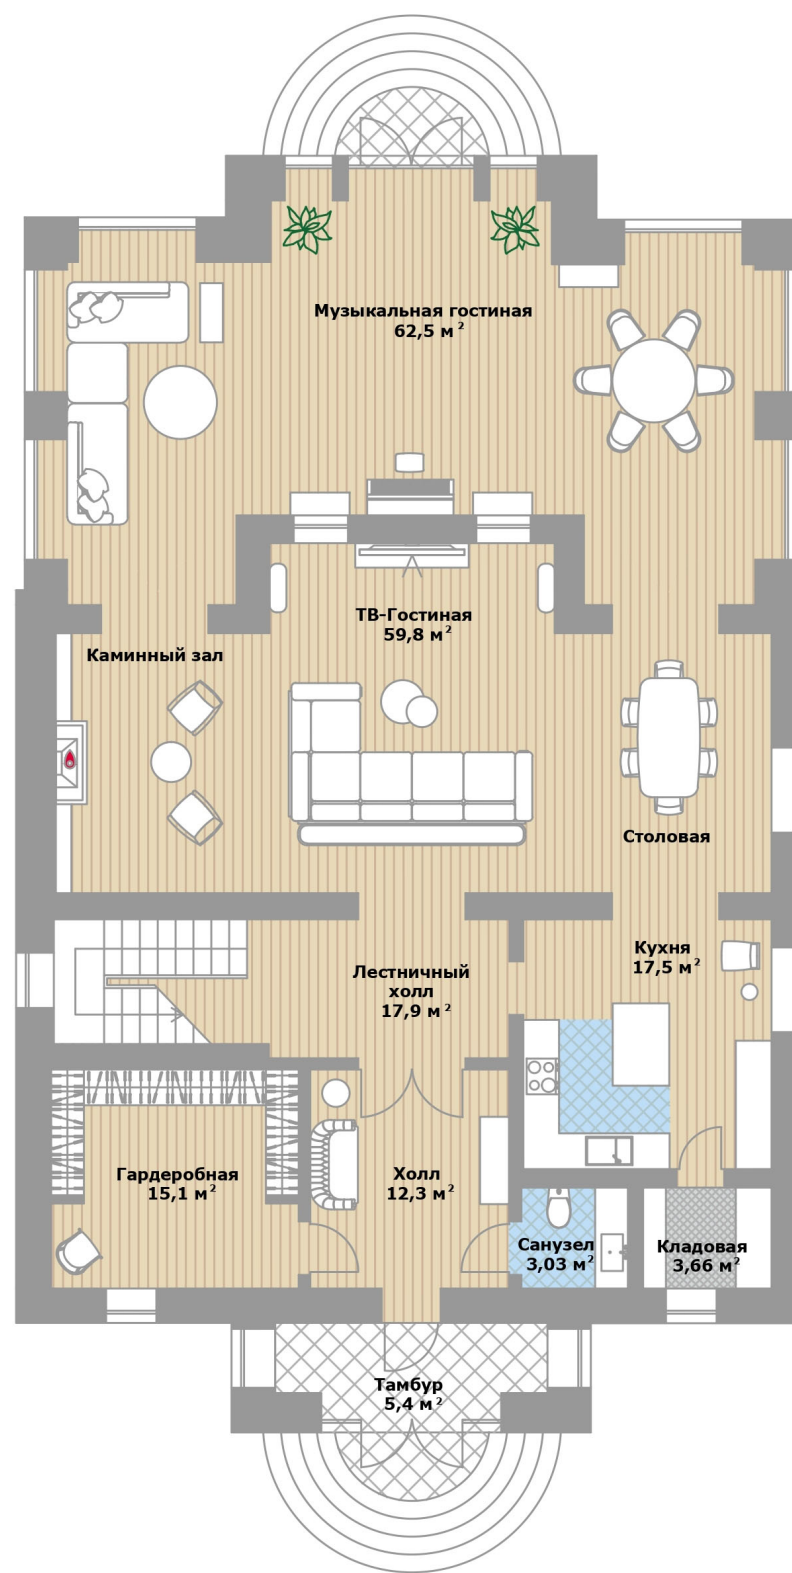 Музыкальная гостиная
62,5 м²
ТВ-Гостиная
59,8 м²
Каминный зал
Столовая
Кухня
17,5 м²
Лестничный
холл
17,9 м²
Гардеробная
15,1 м²
Холл
12,3 м²
Санузел
3,03 м²
Кладовая
3,66 м²
Тамбур
5,4 м²